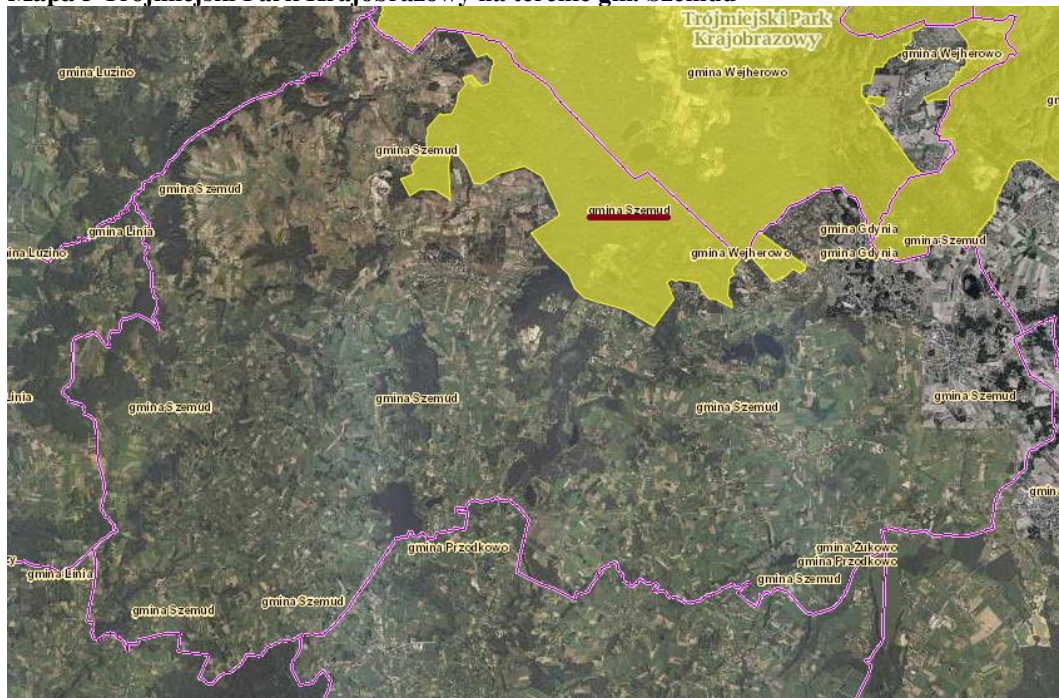 Trójmiejski Park
Krajobrazowy
gmina Luzino
gmina Wejherowo
gmina Wejherowo
gmina Szemud
gmina Szemud
gmina Szemud
gmina Linia
gmina Gdynia
gmina Szemud
gmina Wejherowo
gmina Gdynia
Linia
gmina Szemud
gmina Szemud
gmina Szemud
gmina Szemud
gmina Przodkowo
gmina Żukowo
gmina Przodkowo
gmina Linia
gmina Szemud
gmina Szemud
gmina Szemud